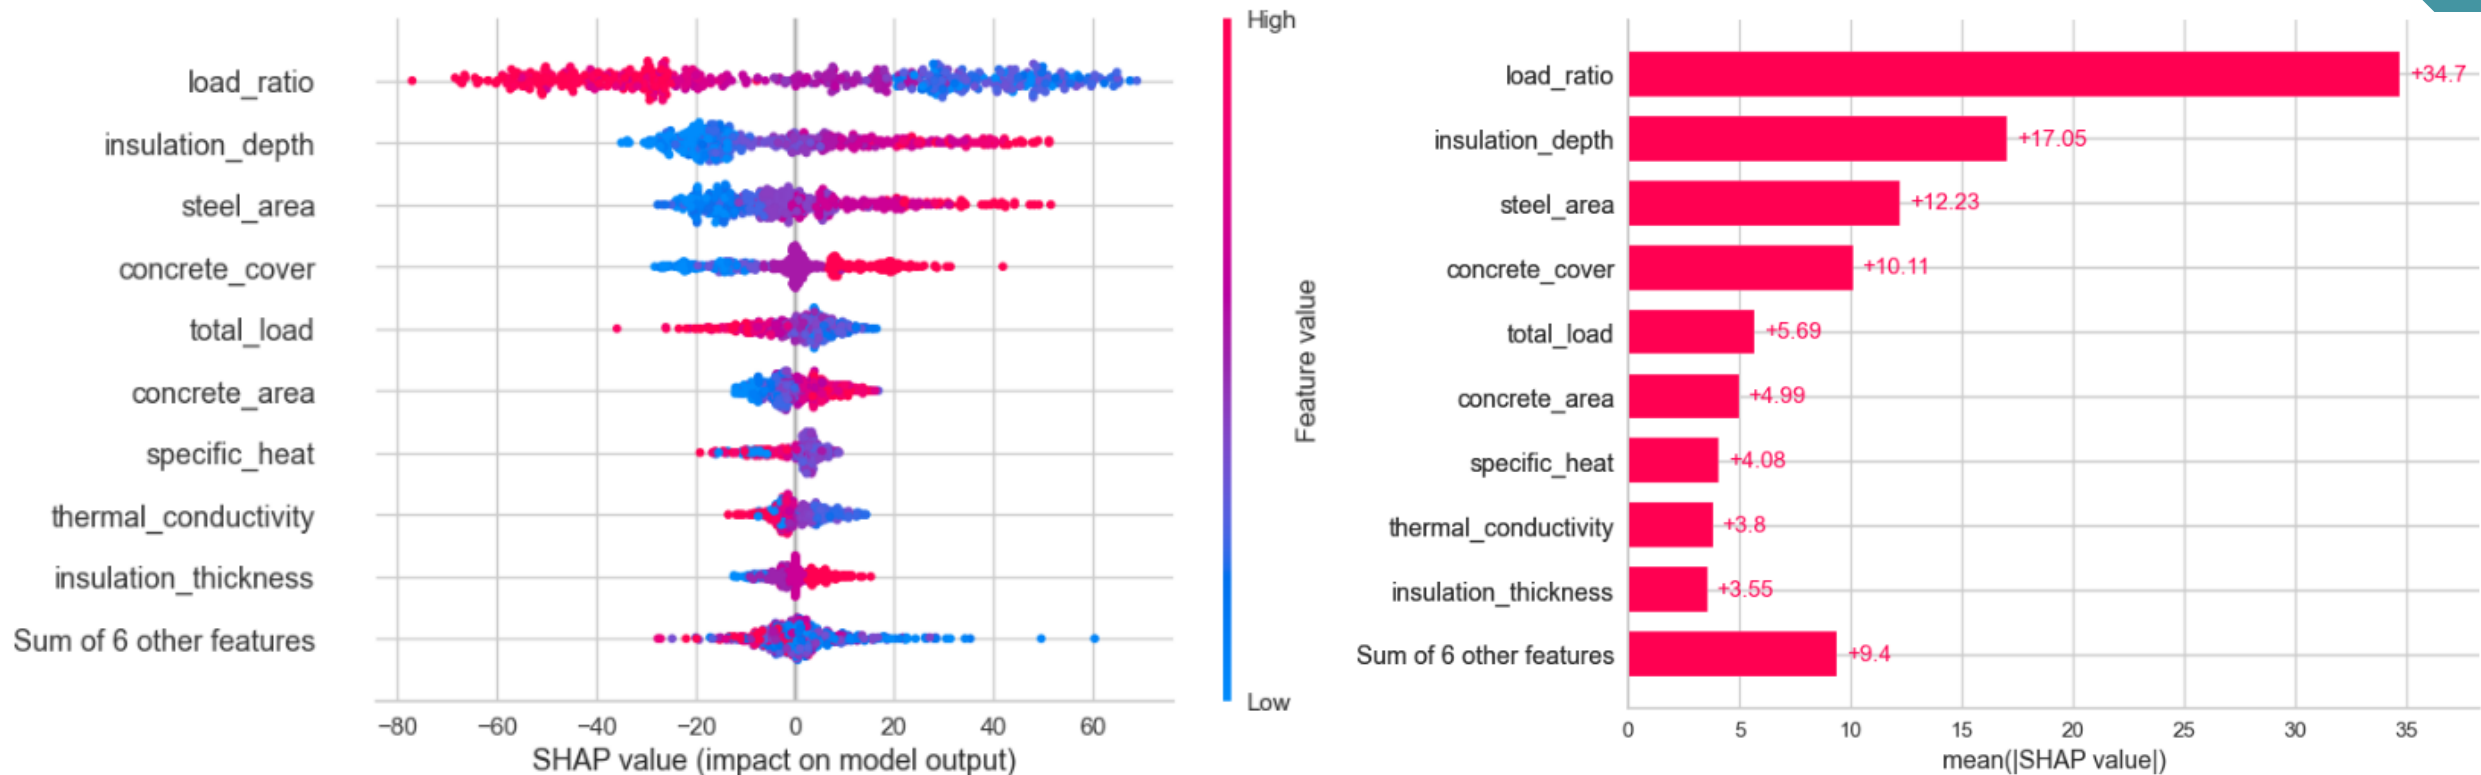 load_ratio
insulation_depth
steel_area
concrete_cover
total_load
concrete_area
specific_heat
thermal_conductivity
insulation_thickness
Sum of 6 other features
−80 −60 −40 −20 0 20 40 60
SHAP value (impact on model output)
High
Feature value
Low
load_ratio +34.7
insulation_depth +17.05
steel_area +12.23
concrete_cover +10.11
total_load +5.69
concrete_area +4.99
specific_heat +4.08
thermal_conductivity +3.8
insulation_thickness +3.55
Sum of 6 other features +9.4
0 5 10 15 20 25 30 35
mean(|SHAP value|)